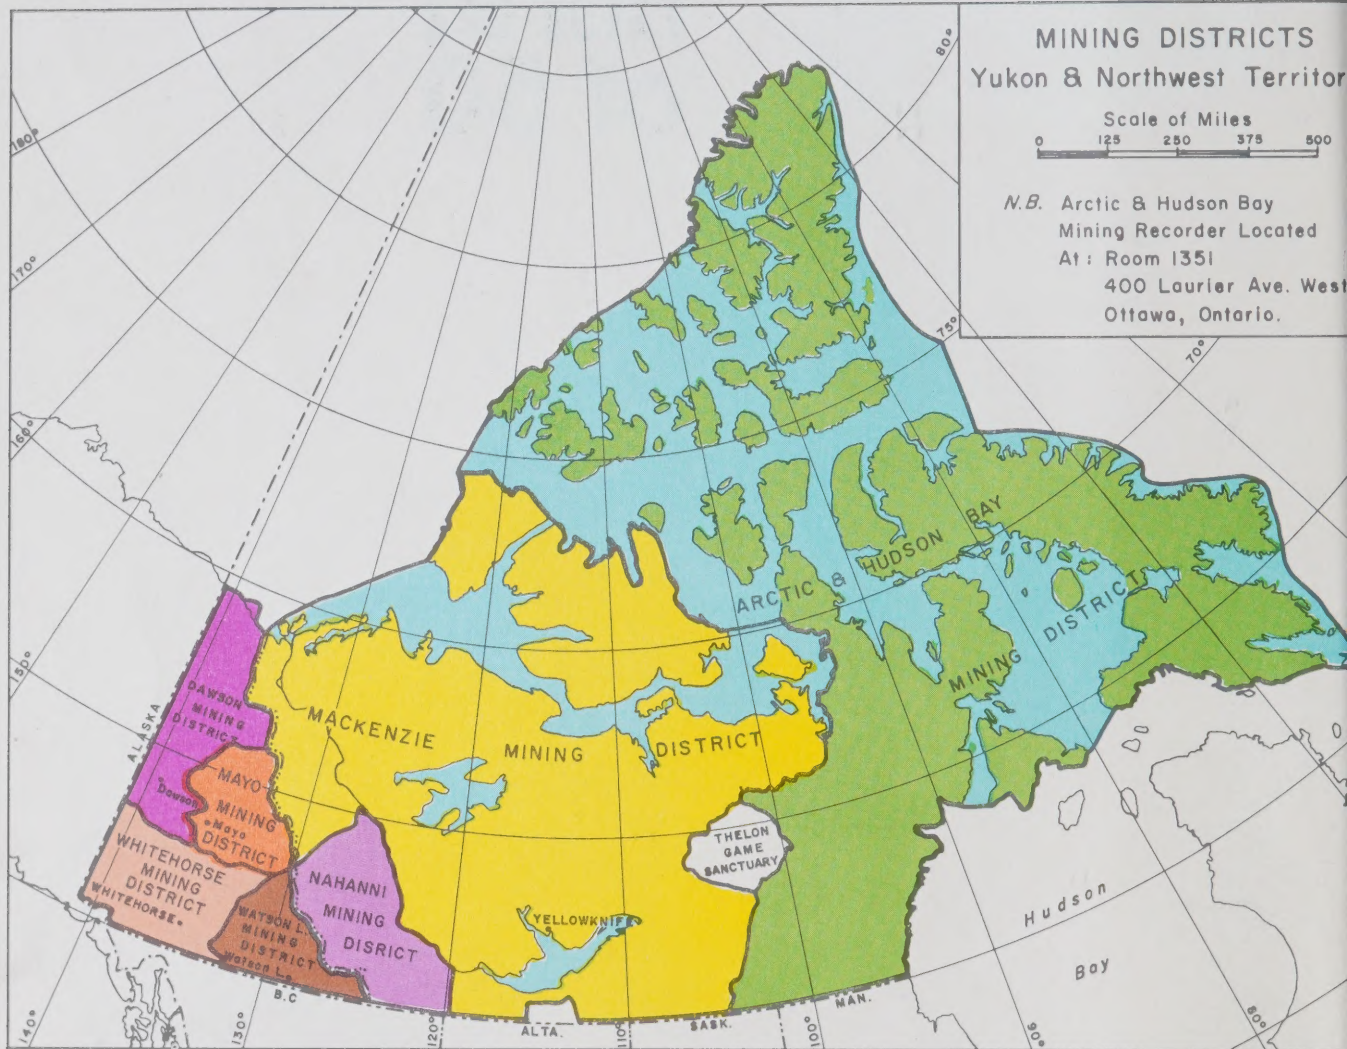 MINING DISTRICTS
Yukon & Northwest Territor
Scale of Miles
0 125 250 375 500
N.B. Arctic & Hudson Bay
Mining Recorder Located
At: Room 1351
400 Laurier Ave. West
Ottawa, Ontario.
80°
75°
70°
180°
170°
160°
150°
140°
130°
120°
110°
100°
90°
80°
ALASKA
DAWSON
MINING
DISTRICT
Dawson
MAYO
MINING
Mayo
DISTRICT
WHITEHORSE
MINING
DISTRICT
WHITEHORSE
WATSON L.
MINING
DISTRICT
Watson L.
NAHANNI
MINING
DISRICT
MACKENZIE MINING DISTRICT
YELLOWKNIFE
THELON
GAME
SANCTUARY
ARCTIC & HUDSON BAY
MINING DISTRICT
Hudson
Bay
B.C
ALTA.
SASK.
MAN.